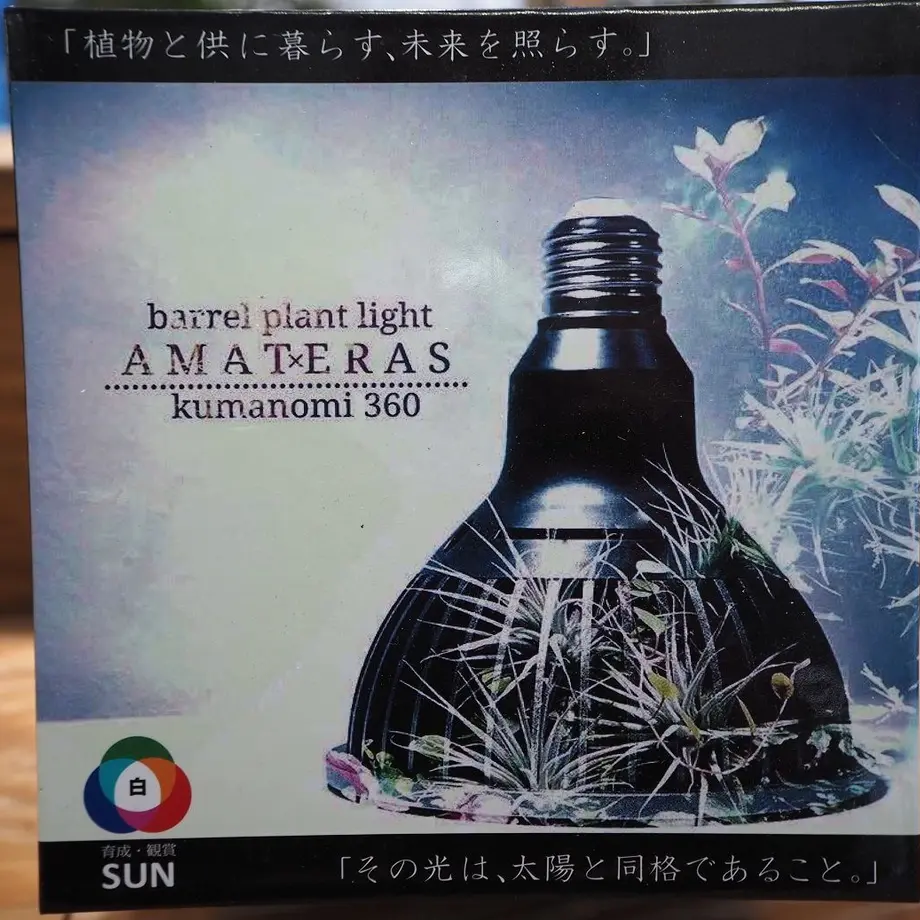 「植物と供に暮らす、未来を照らす。」
barrel plant light
AMAT×ERAS
kumanomi 360
白
育成・観賞
SUN
「その光は、太陽と同格であること。」